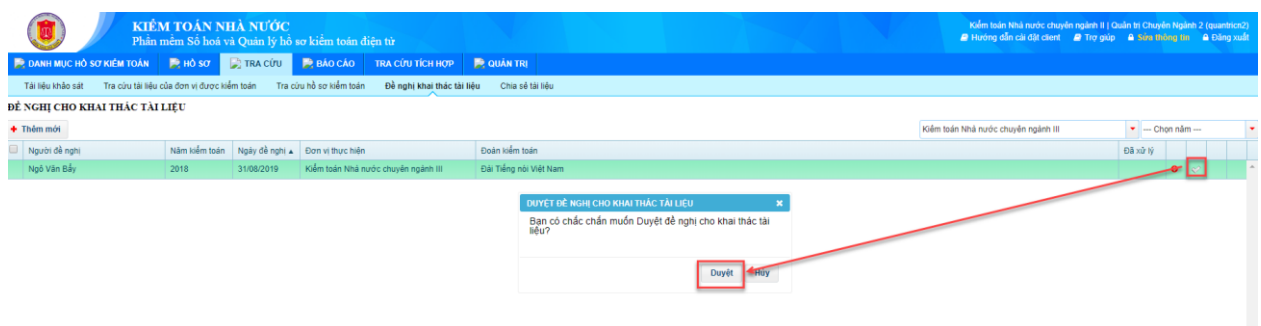 KIỂM TOÁN NHÀ NƯỚC
Phần mềm Số hoá và Quản lý hồ sơ kiểm toán điện tử
Kiểm toán Nhà nước chuyên ngành II | Quản trị Chuyên Ngành 2 (quantricn2)
Hướng dẫn cài đặt client Trợ giúp Sửa thông tin Đăng xuất
DANH MỤC HỒ SƠ KIỂM TOÁN HỒ SƠ TRA CỨU BÁO CÁO TRA CỨU TÍCH HỢP QUẢN TRỊ
Tài liệu khảo sát Tra cứu tài liệu của đơn vị được kiểm toán Tra cứu hồ sơ kiểm toán Đề nghị khai thác tài liệu Chia sẻ tài liệu
ĐỀ NGHỊ CHO KHAI THÁC TÀI LIỆU
Thêm mới Kiểm toán Nhà nước chuyên ngành III --- Chọn năm ---
Người đề nghị Năm kiểm toán Ngày đề nghị Đơn vị thực hiện Đoàn kiểm toán Đã xử lý
Ngô Văn Bẩy 2018 31/08/2019 Kiểm toán Nhà nước chuyên ngành III Đài Tiếng nói Việt Nam
DUYỆT ĐỀ NGHỊ CHO KHAI THÁC TÀI LIỆU
Bạn có chắc chắn muốn Duyệt đề nghị cho khai thác tài
liệu?
Duyệt Hủy